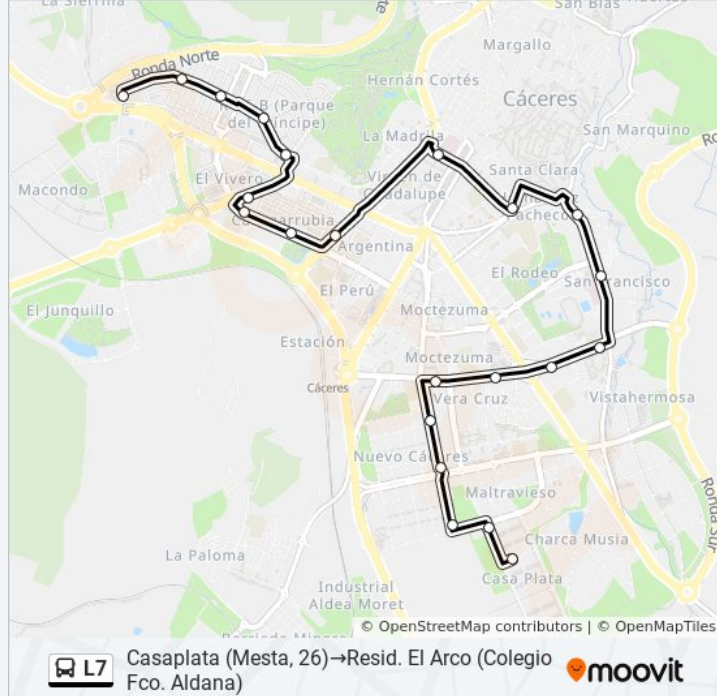 La Sierrilla
San Blas
Ronda Norte
Margallo
Hernán Cortés
Cáceres
B (Parque
del Príncipe)
La Madrila
San Marquino
Macondo
El Vivero
Virgen de
Guadalupe
Santa Clara
Pacheco
Argentina
El Rodeo
San Francisco
El Perú
El Junquillo
Moctezuma
Estación
Moctezuma
Cáceres
Vera Cruz
Vistahermosa
Nuevo Cáceres
Maltravieso
Ronda Sur
Charca Musia
La Paloma
Casa Plata
Industrial
Aldea Moret
© OpenStreetMap contributors | © OpenMapTiles
L7
Casaplata (Mesta, 26)→Resid. El Arco (Colegio
Fco. Aldana)
moovit